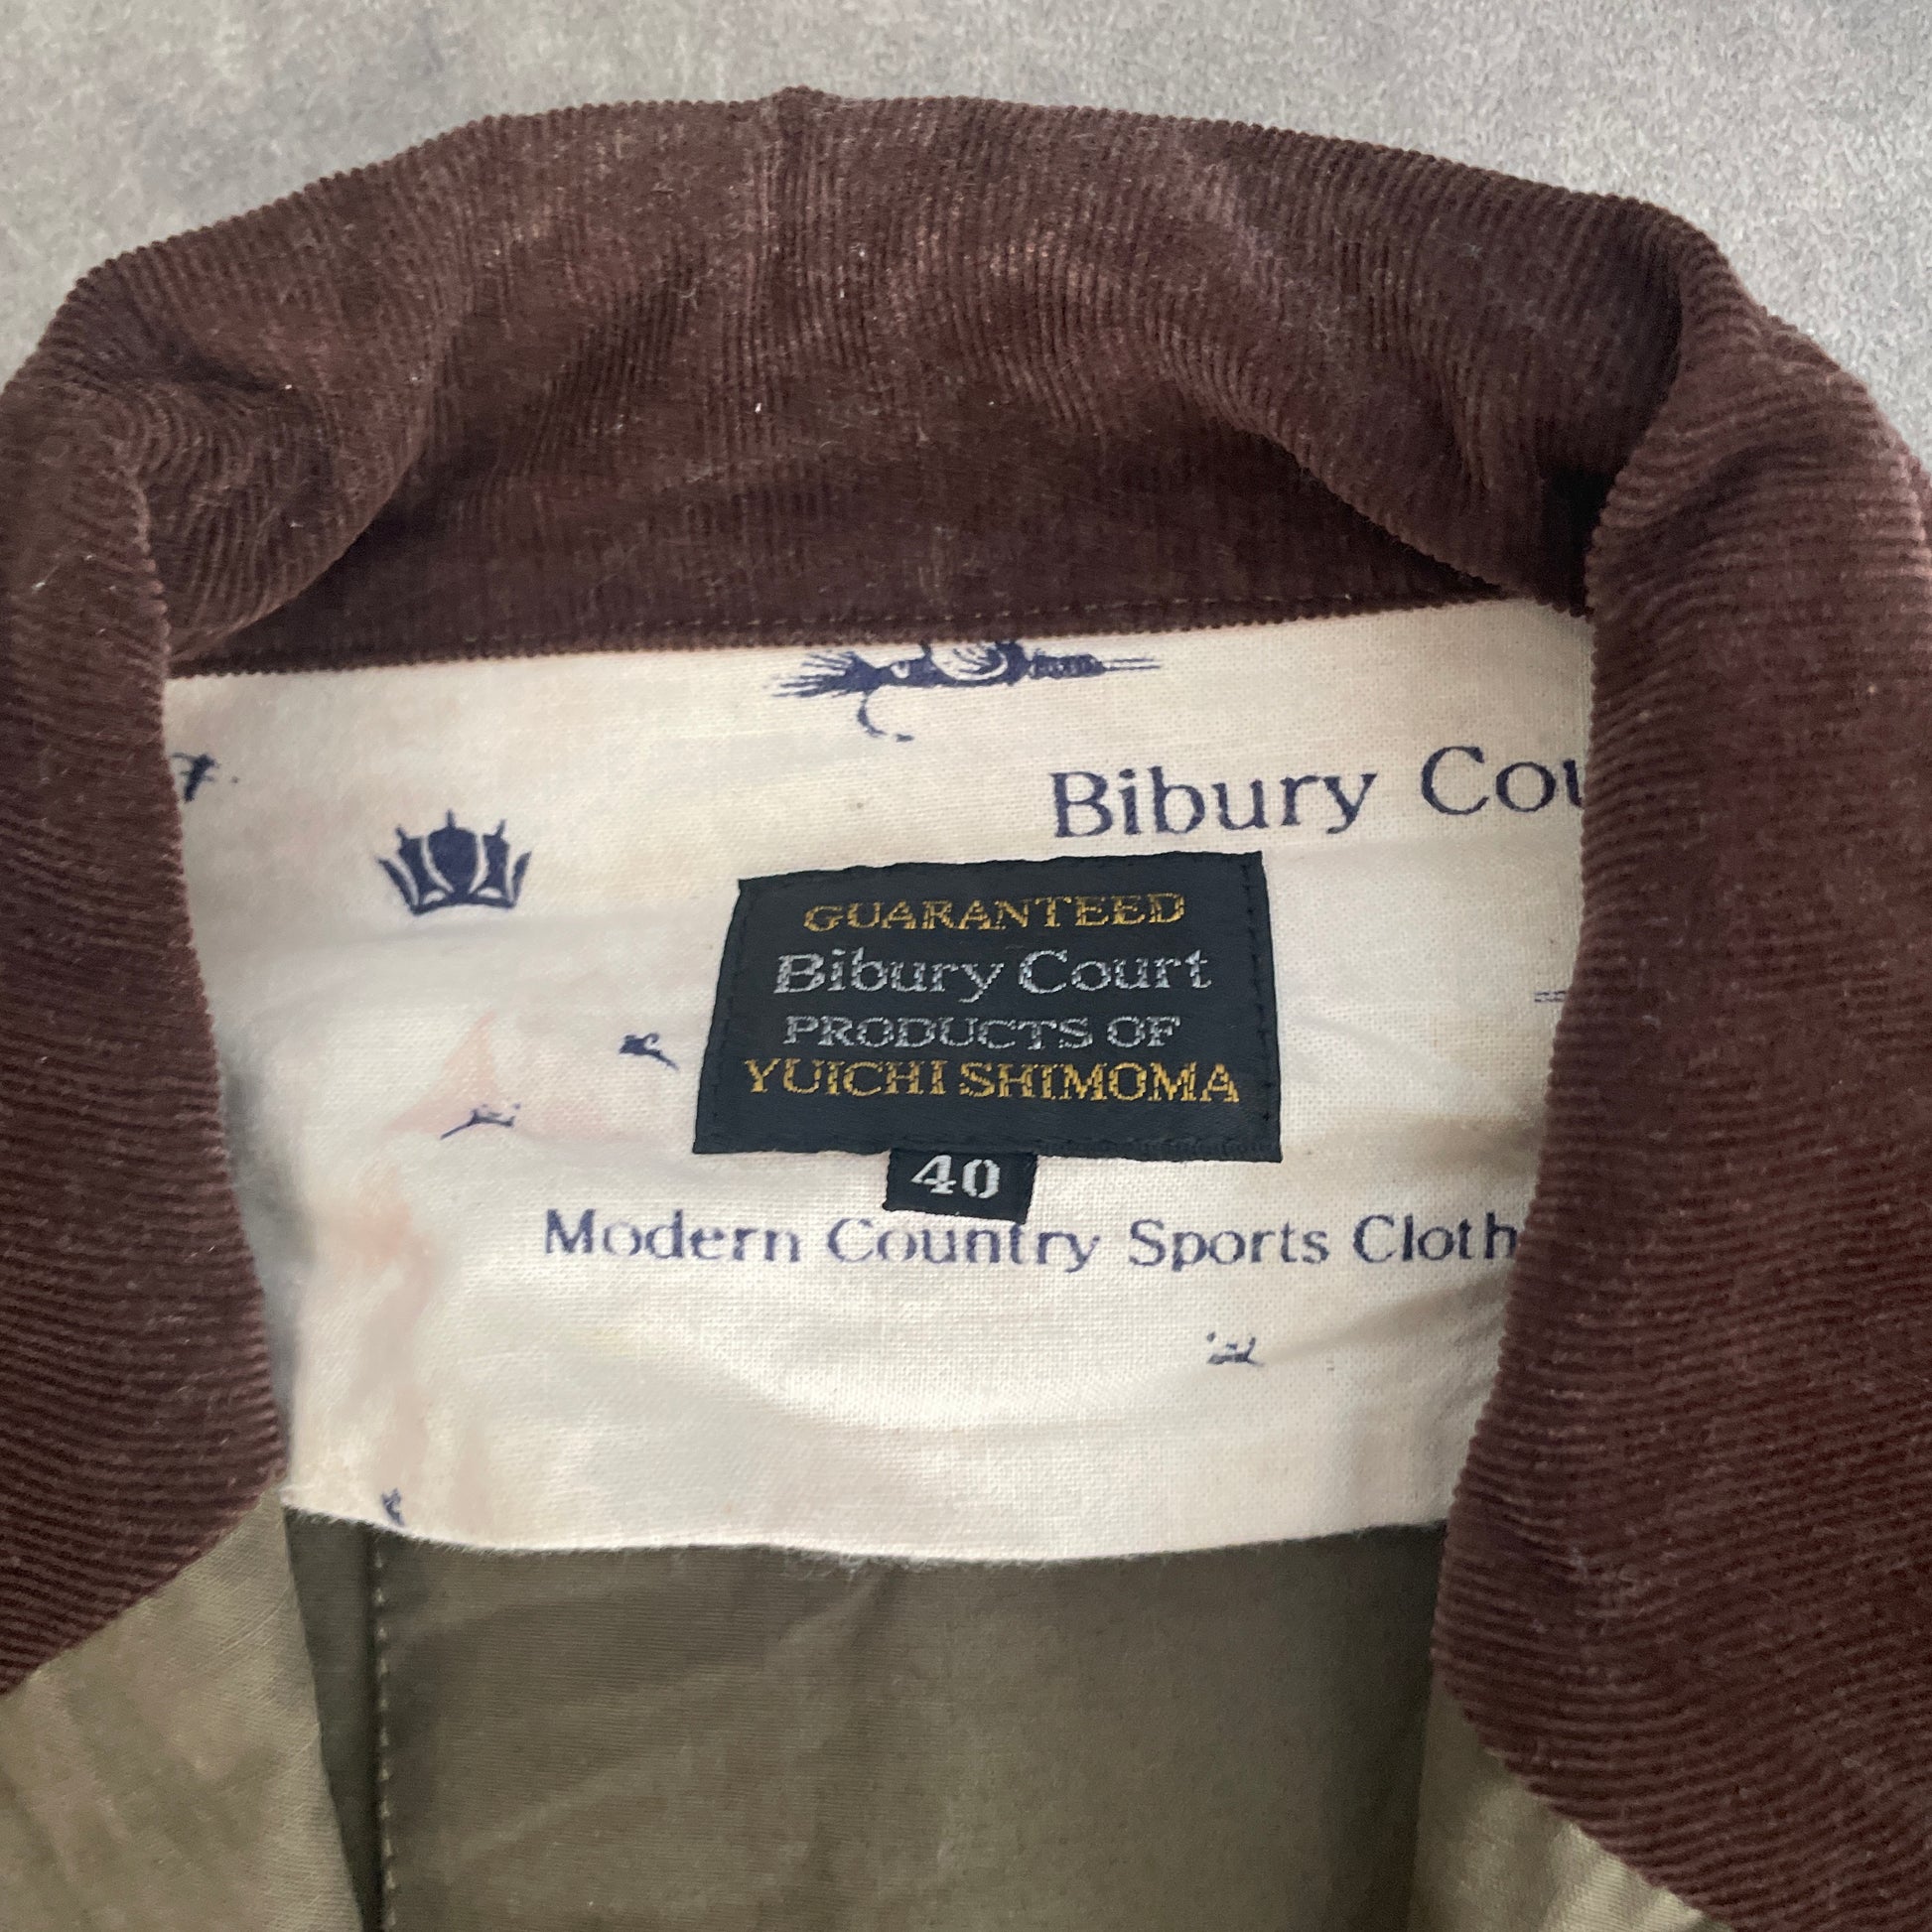 Bibury Cou
GUARANTEED
Bibury Court
PRODUCTS OF
YUICHI SHIMOMA
40
Modern Country Sports Cloth